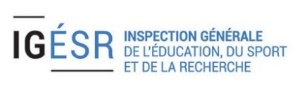 IGÉSR
INSPECTION GÉNÉRALE
DE L'ÉDUCATION, DU SPORT
ET DE LA RECHERCHE